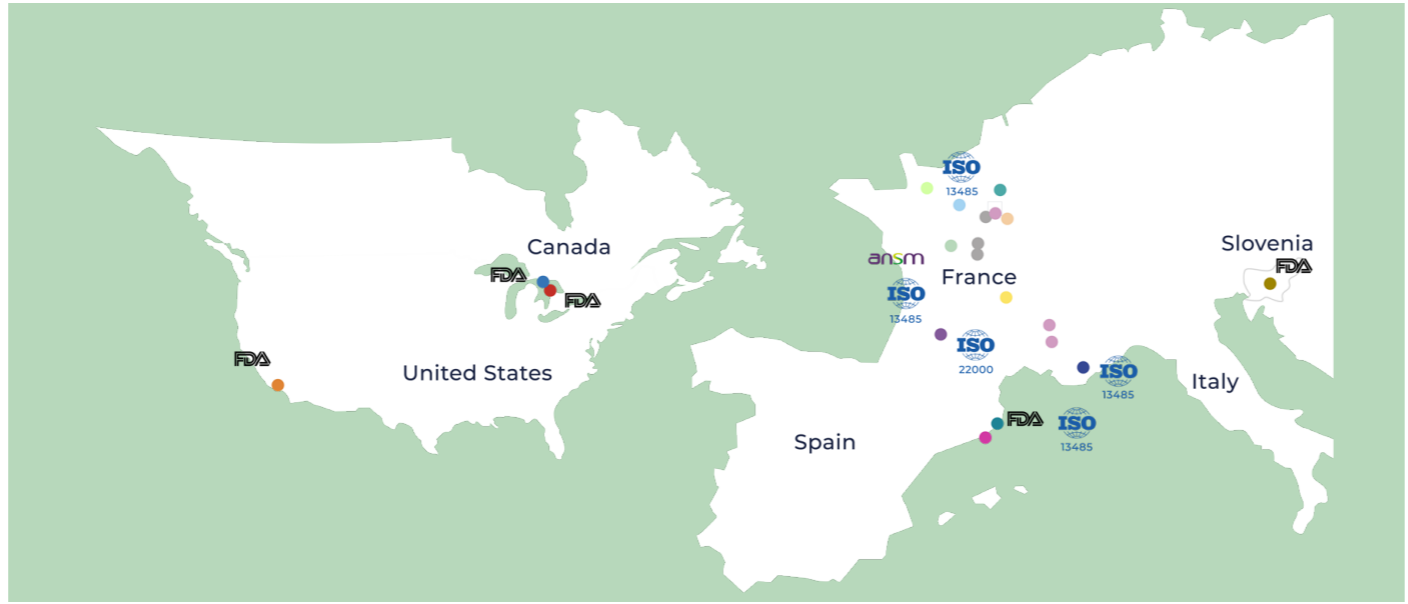 Canada
FDA
FDA
FDA
United States
ISO
13485
ansm
France
ISO
13485
ISO
22000
ISO
13485
FDA
ISO
13485
Spain
Italy
Slovenia
FDA